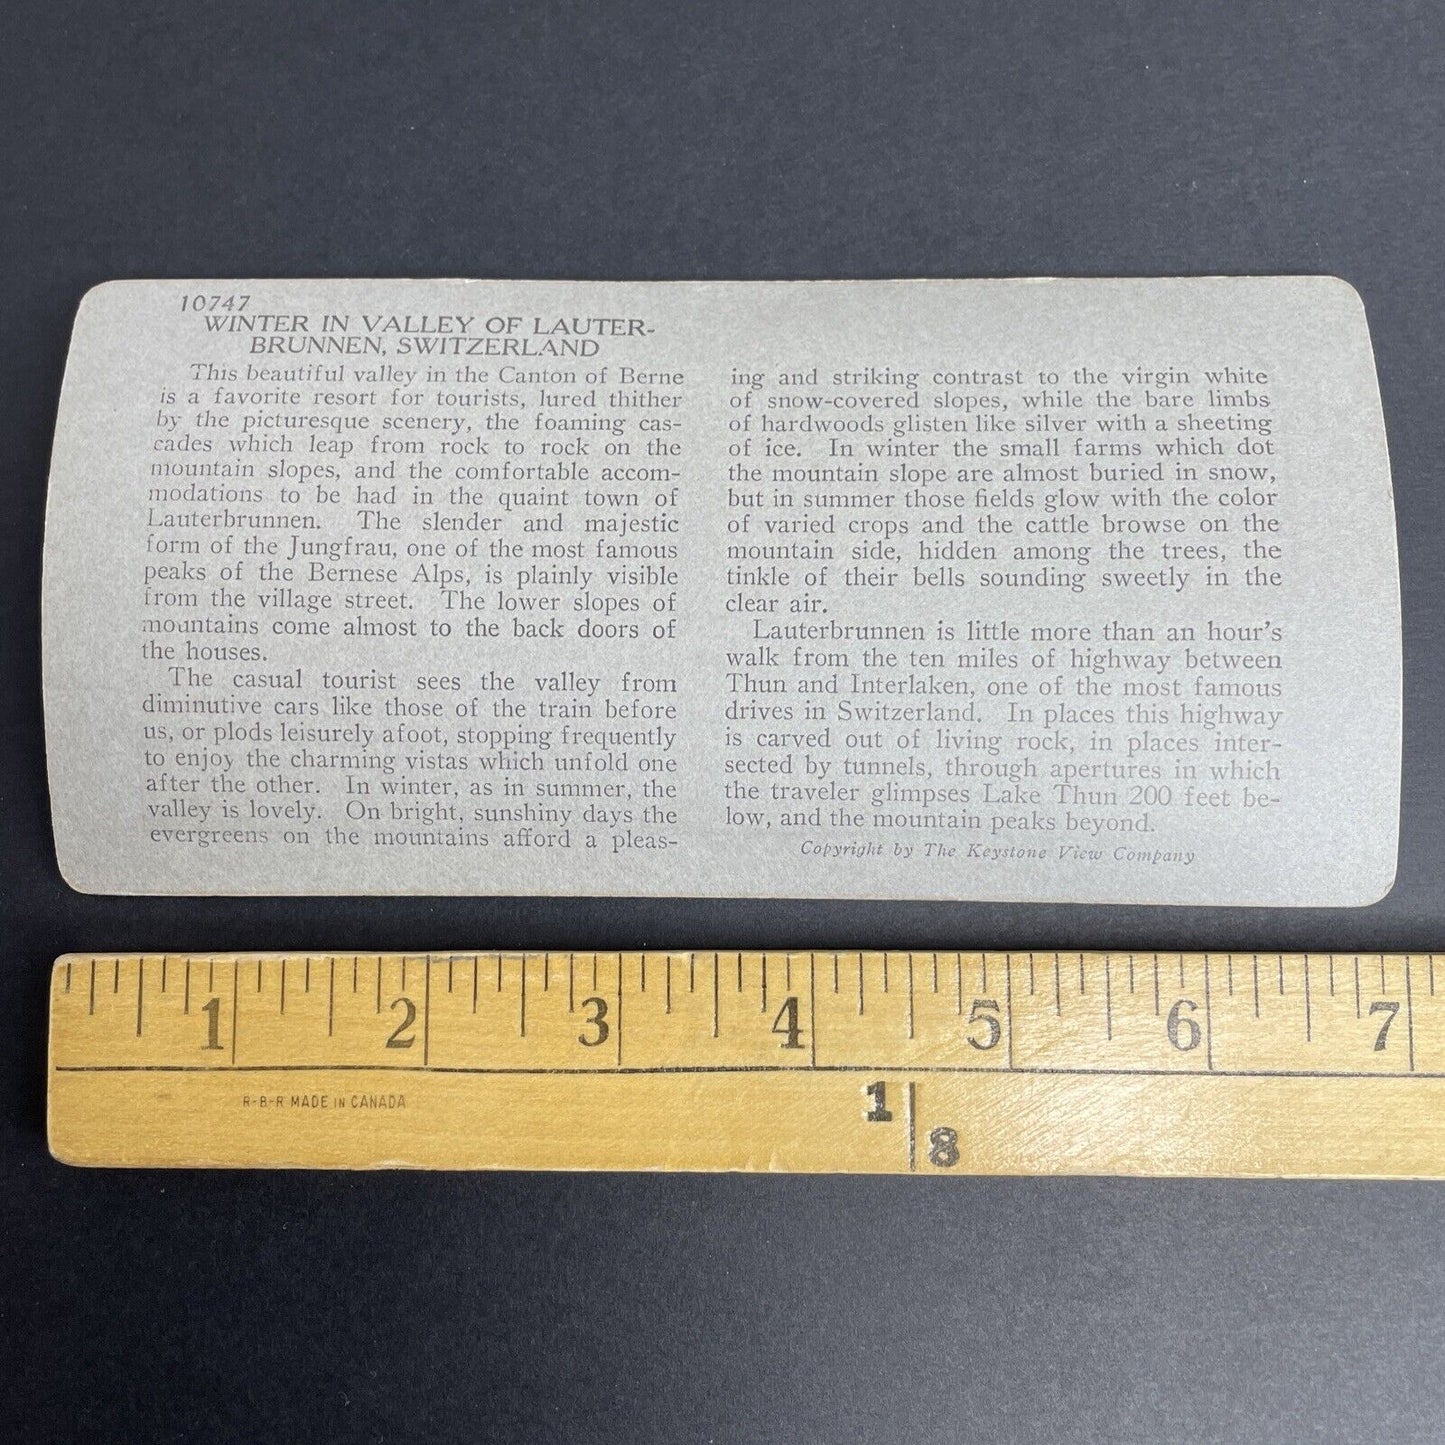 10747
WINTER IN VALLEY OF LAUTER-
BRUNNEN, SWITZERLAND
This beautiful valley in the Canton of Berne
is a favorite resort for tourists, lured thither
by the picturesque scenery, the foaming cas-
cades which leap from rock to rock on the
mountain slopes, and the comfortable accom-
modations to be had in the quaint town of
Lauterbrunnen. The slender and majestic
form of the Jungfrau, one of the most famous
peaks of the Bernese Alps, is plainly visible
from the village street. The lower slopes of
mountains come almost to the back doors of
the houses.
The casual tourist sees the valley from
diminutive cars like those of the train before
us, or plods leisurely afoot, stopping frequently
to enjoy the charming vistas which unfold one
after the other. In winter, as in summer, the
valley is lovely. On bright, sunshiny days the
evergreens on the mountains afford a pleas-
ing and striking contrast to the virgin white
of snow-covered slopes, while the bare limbs
of hardwoods glisten like silver with a sheeting
of ice. In winter the small farms which dot
the mountain slope are almost buried in snow,
but in summer those fields glow with the color
of varied crops and the cattle browse on the
mountain side, hidden among the trees, the
tinkle of their bells sounding sweetly in the
clear air.
Lauterbrunnen is little more than an hour's
walk from the ten miles of highway between
Thun and Interlaken, one of the most famous
drives in Switzerland. In places this highway
is carved out of living rock, in places inter-
sected by tunnels, through apertures in which
the traveler glimpses Lake Thun 200 feet be-
low, and the mountain peaks beyond.
Copyright by The Keystone View Company
1 2 3 4 5 6 7
R-B-R MADE IN CANADA
1
8